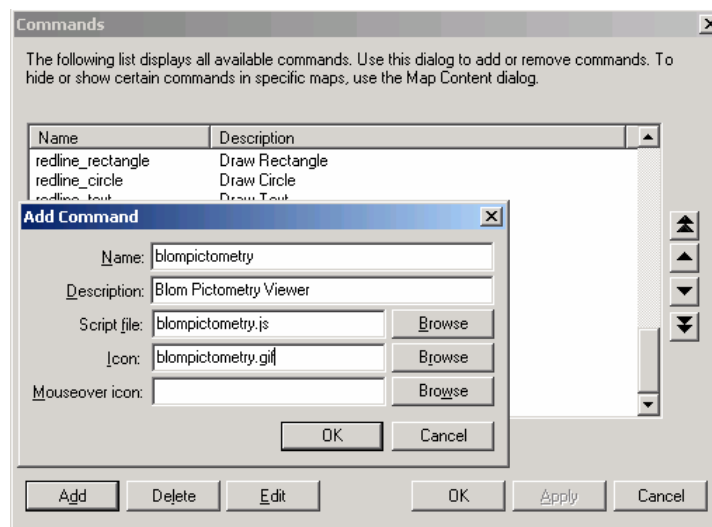 Commands
The following list displays all available commands. Use this dialog to add or remove commands. To
hide or show certain commands in specific maps, use the Map Content dialog.
Name Description
redline_rectangle Draw Rectangle
redline_circle Draw Circle
redline_text Draw Text
Add Command
Name: blompictometry
Description: Blom Pictometry Viewer
Script file: blompictometry.js Browse
Icon: blompictometry.gif Browse
Mouseover icon: Browse
OK Cancel
Add Delete Edit OK Apply Cancel